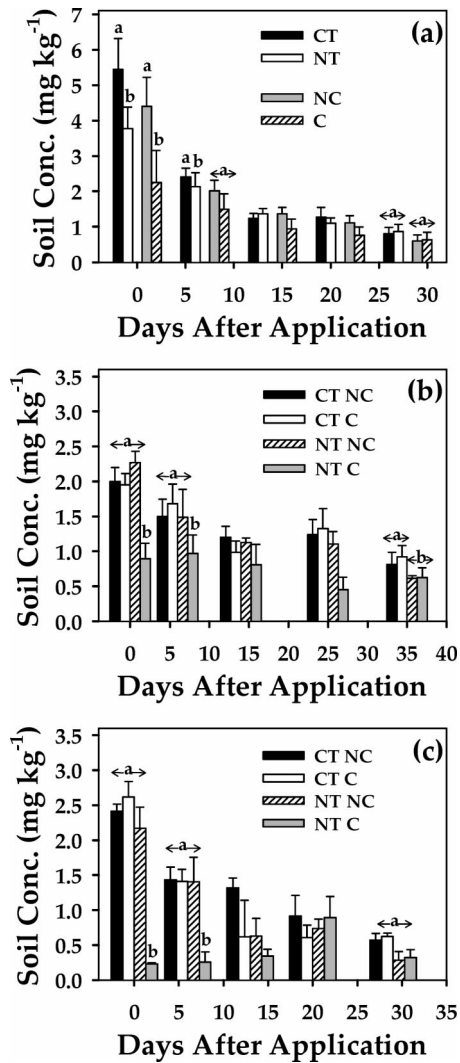 (a)
CT
NT
NC
C
7
6
5
4
3
2
1
0
Soil Conc. (mg kg⁻¹)
a
b
a
b
a b
a
a
a
0 5 10 15 20 25 30
Days After Application
(b)
CT NC
CT C
NT NC
NT C
3.5
3.0
2.5
2.0
1.5
1.0
0.5
0.0
Soil Conc. (mg kg⁻¹)
a
b
a
b
a
b
0 5 10 15 20 25 30 35 40
Days After Application
(c)
CT NC
CT C
NT NC
NT C
3.5
3.0
2.5
2.0
1.5
1.0
0.5
0.0
Soil Conc. (mg kg⁻¹)
a
b
a
b
a
0 5 10 15 20 25 30 35
Days After Application